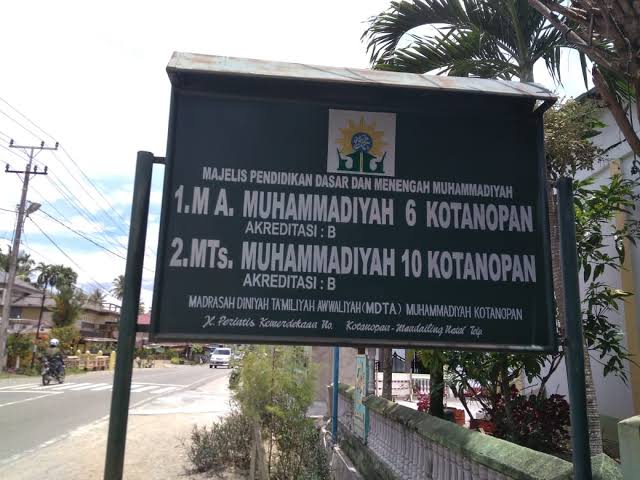 MAJELIS PENDIDIKAN DASAR DAN MENENGAH MUHAMMADIYAH
1.M A. MUHAMMADIYAH 6 KOTANOPAN
AKREDITASI : B
2.MTs. MUHAMMADIYAH 10 KOTANOPAN
AKREDITASI : B
MADRASAH DINIYAH TA'MILIYAH AWWALIYAH (MDTA) MUHAMMADIYAH KOTANOPAN
Jl. Perintis Kemerdekaan No. Kotanopan - Mandailing Natal Telp